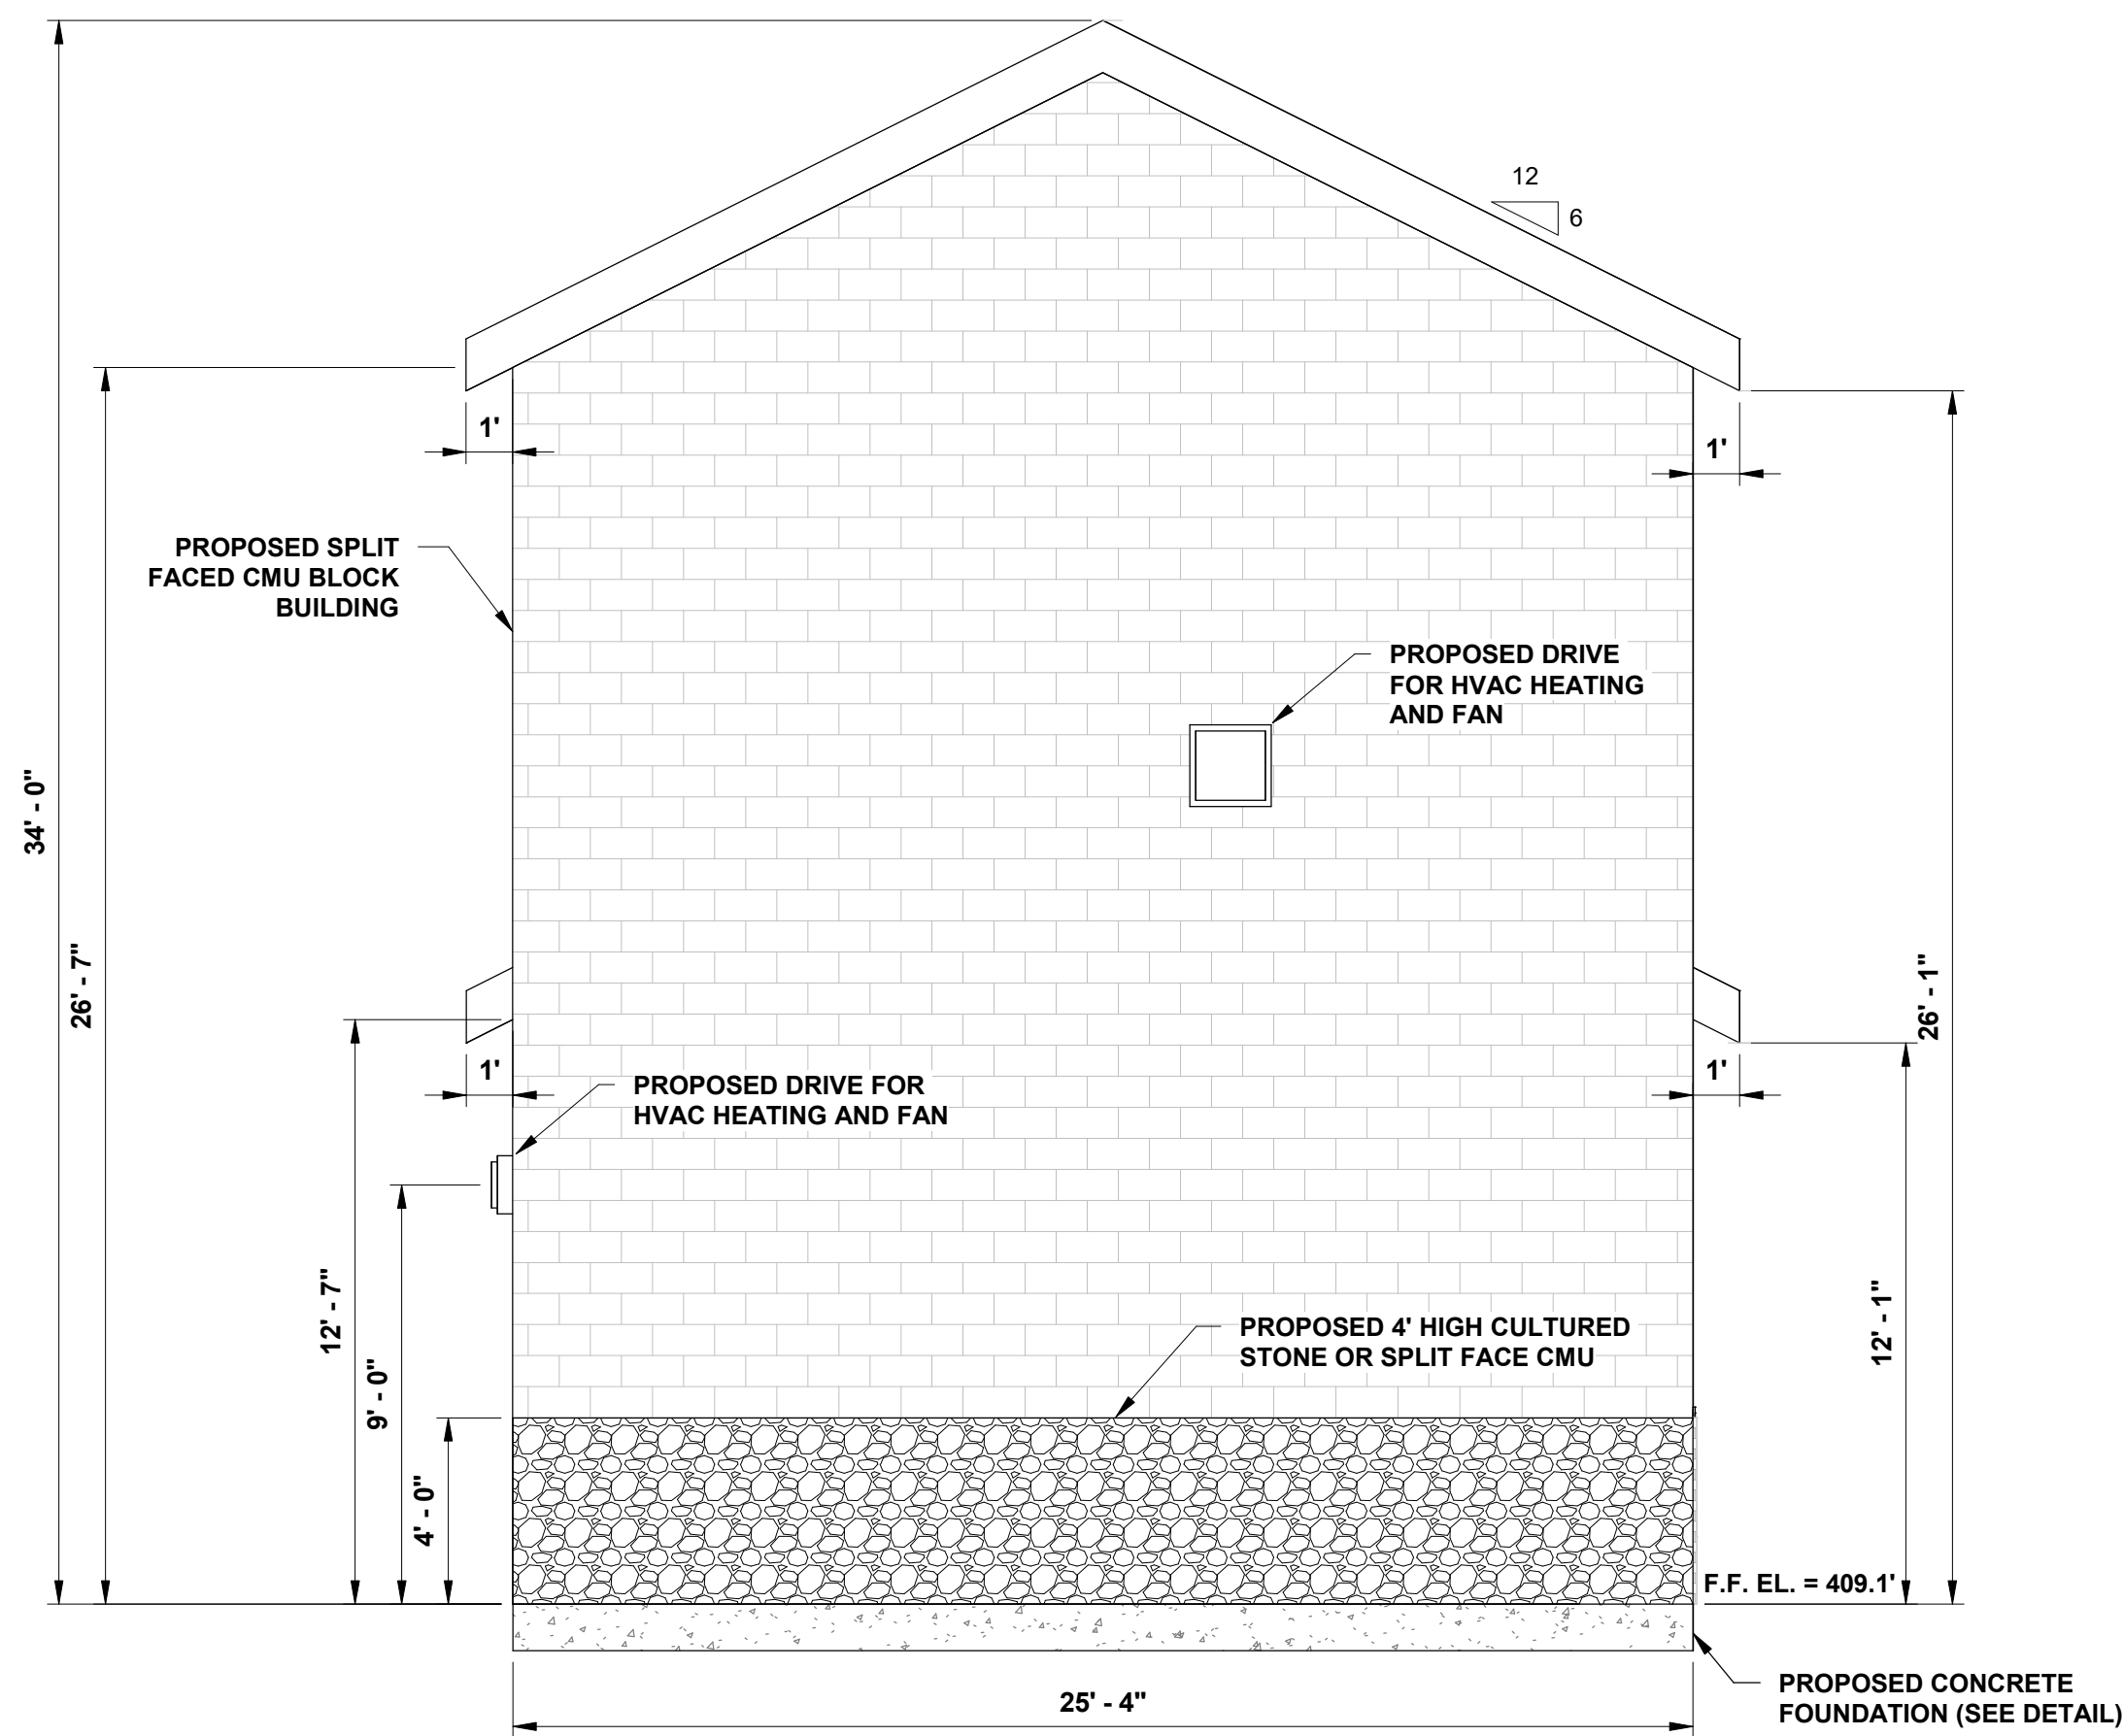 12
6
1'
1'
PROPOSED SPLIT
FACED CMU BLOCK
BUILDING
PROPOSED DRIVE
FOR HVAC HEATING
AND FAN
34' - 0"
26' - 7"
26' - 1"
1'
1'
PROPOSED DRIVE FOR
HVAC HEATING AND FAN
12' - 7"
12' - 1"
9' - 0"
PROPOSED 4' HIGH CULTURED
STONE OR SPLIT FACE CMU
4' - 0"
F.F. EL. = 409.1'
25' - 4"
PROPOSED CONCRETE
FOUNDATION (SEE DETAIL)